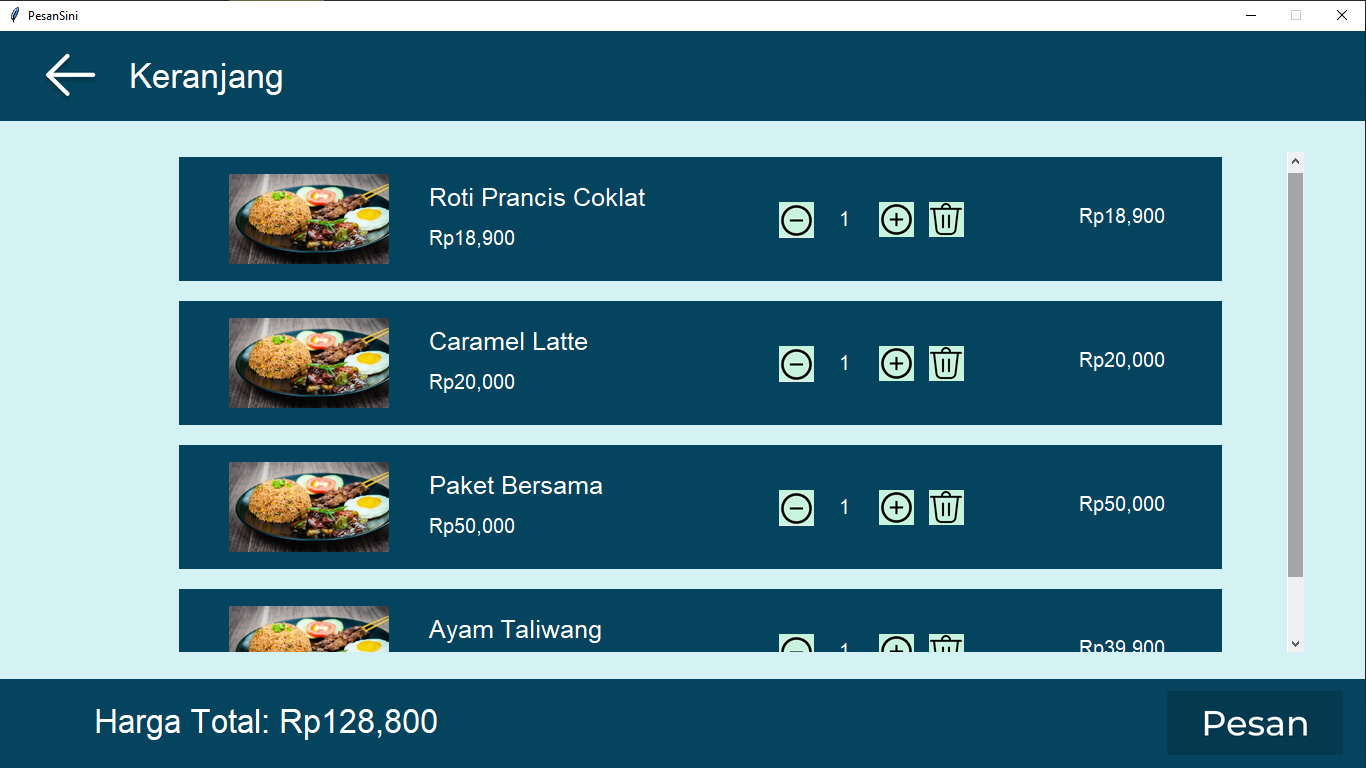 PesanSini
Keranjang
Roti Prancis Coklat
Rp18,900
1
Rp18,900
Caramel Latte
Rp20,000
1
Rp20,000
Paket Bersama
Rp50,000
1
Rp50,000
Ayam Taliwang
1
Rp39,900
Harga Total: Rp128,800
Pesan